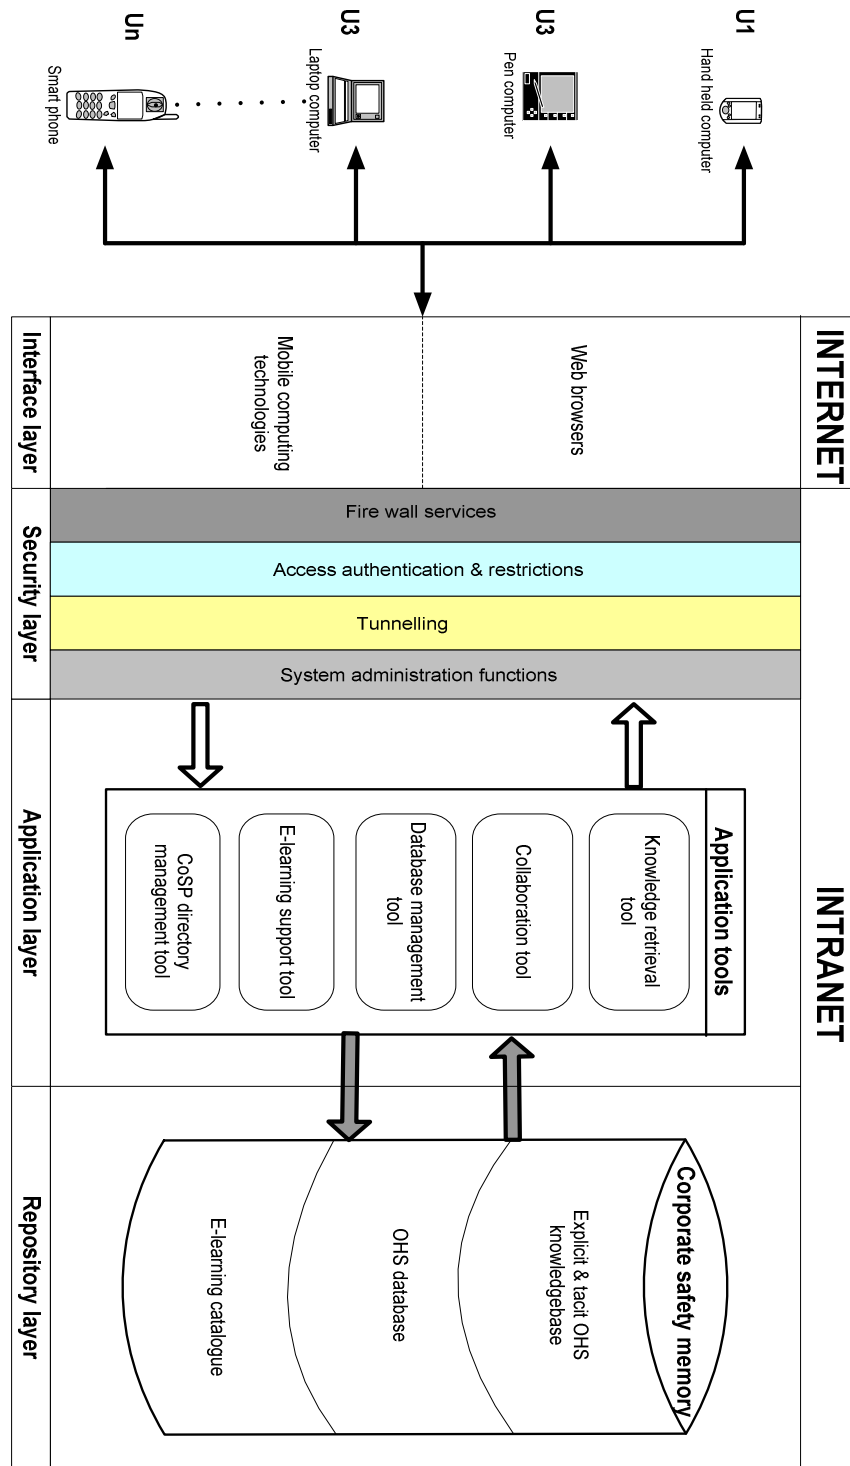 U1
Hand held computer
U3
Pen computer
U3
Laptop computer
Un
Smart phone
INTERNET
Interface layer
Web browsers
Mobile computing
technologies
INTRANET
Security layer
Fire wall services
Access authentication & restrictions
Tunnelling
System administration functions
Application layer
Application tools
Knowledge retrieval
tool
Collaboration tool
Database management
tool
E-learning support tool
CoSP directory
management tool
Repository layer
Corporate safety memory
Explicit & tacit OHS
knowledgebase
OHS database
E-learning catalogue